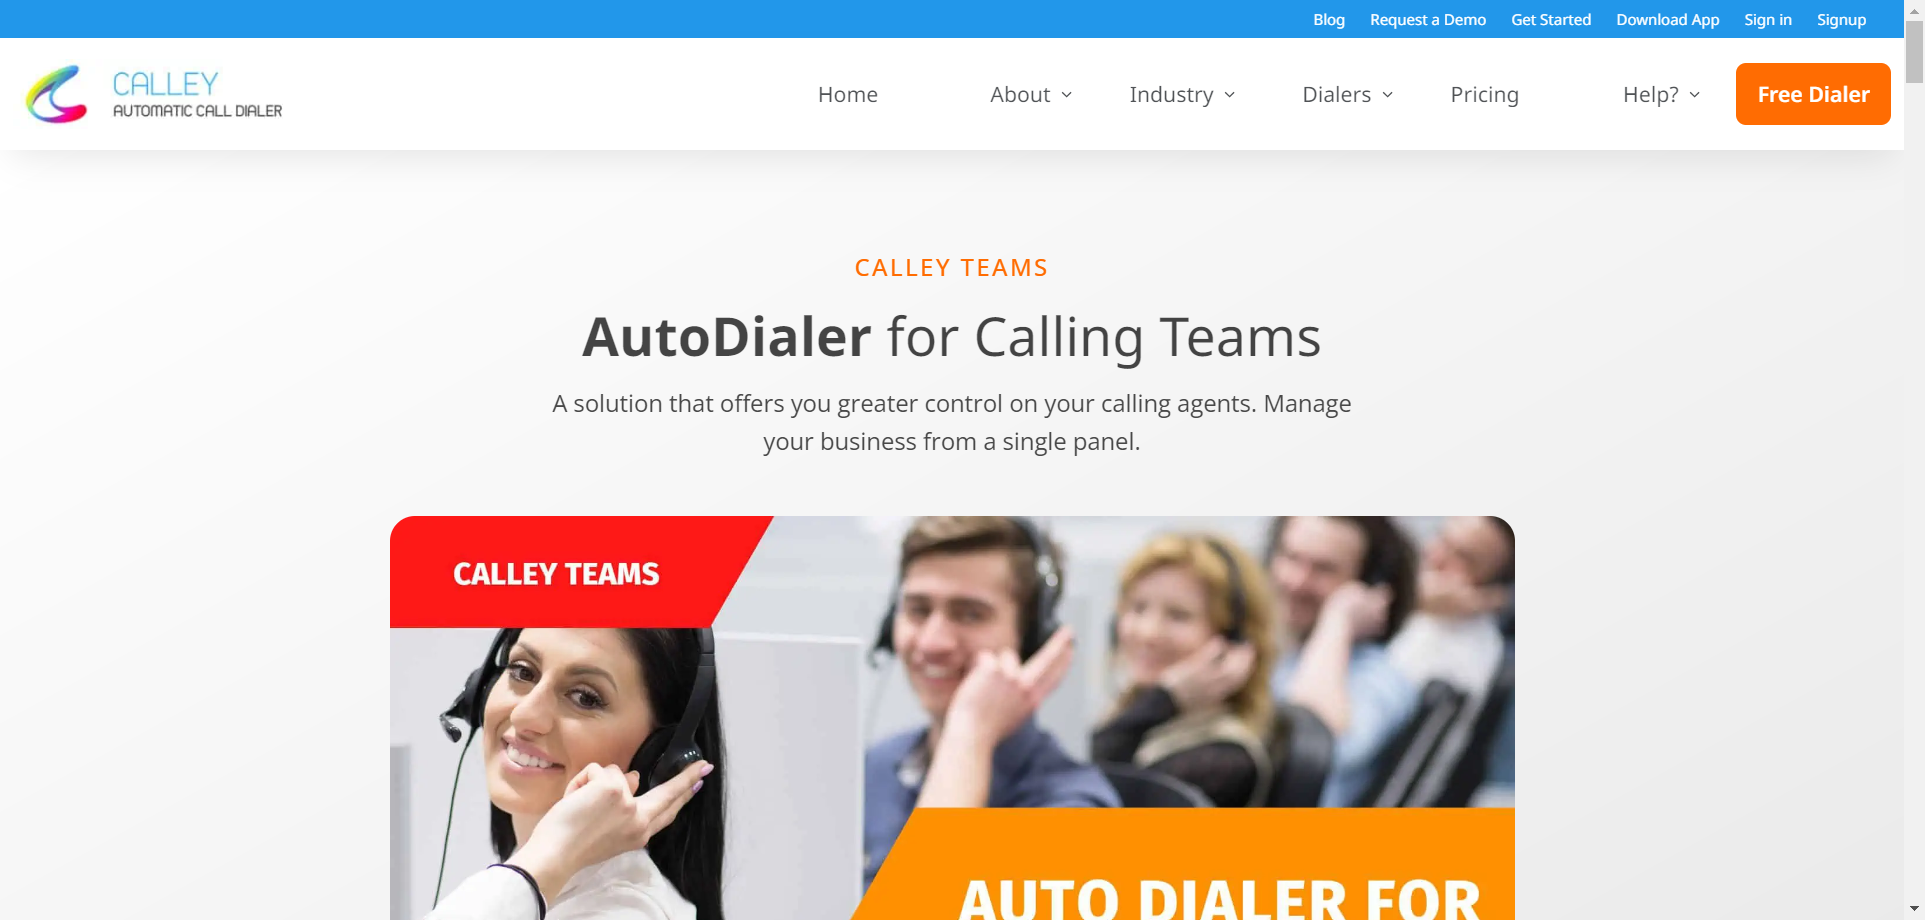 Blog Request a Demo Get Started Download App Sign in Signup
CALLEY
AUTOMATIC CALL DIALER
Home About Industry Dialers Pricing Help? Free Dialer
CALLEY TEAMS
AutoDialer for Calling Teams
A solution that offers you greater control on your calling agents. Manage
your business from a single panel.
CALLEY TEAMS
AUTO DIALER FOR